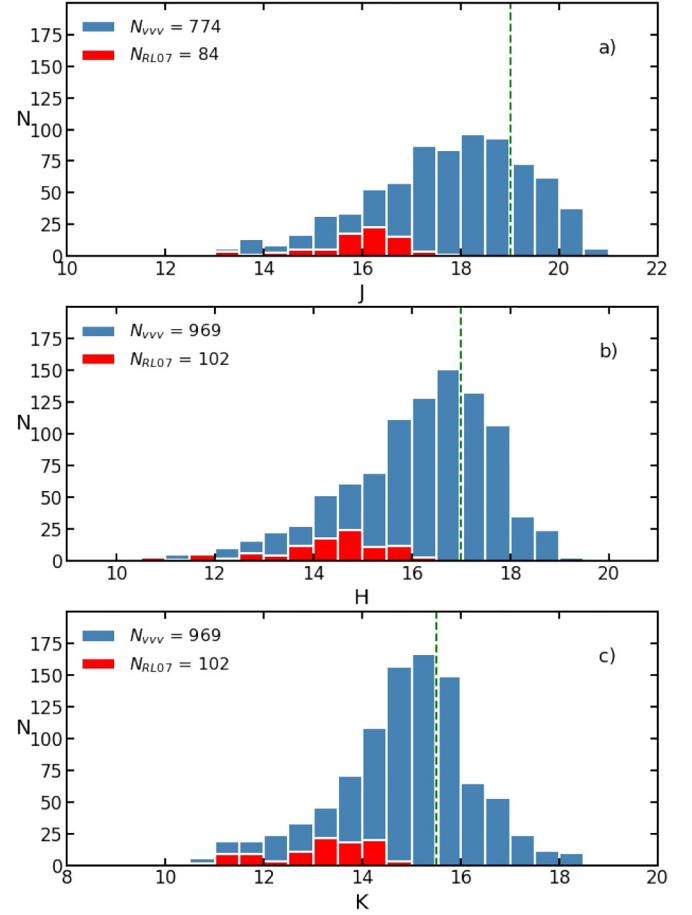 175
150
125
100
75
50
25
0
N
N_VVV = 774
N_RL07 = 84
a)
10 12 14 16 18 20 22
J
175
150
125
100
75
50
25
0
N
N_VVV = 969
N_RL07 = 102
b)
10 12 14 16 18 20
H
175
150
125
100
75
50
25
0
N
N_VVV = 969
N_RL07 = 102
c)
8 10 12 14 16 18 20
K